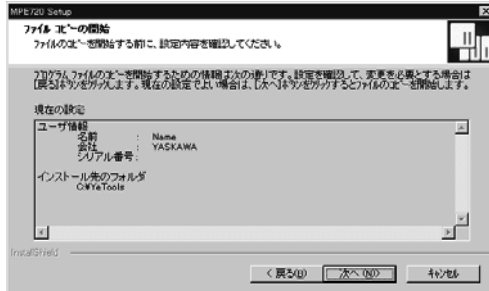 MPE720 Setup
ファイル コピーの開始
ファイルのコピーを開始する前に、設定内容を確認してください。
プログラム ファイルのコピーを開始するための情報は次の通りです。設定を確認して、変更を必要とする場合は
[戻る]ボタンをクリックします。現在の設定でよい場合は、[次へ]ボタンをクリックするとファイルのコピーを開始します。
現在の設定:
ユーザ情報
名前 : Name
会社 : YASKAWA
シリアル番号 :
インストール先のフォルダ
C:¥YeTools
InstallShield
< 戻る(B)
次へ (N)>
キャンセル